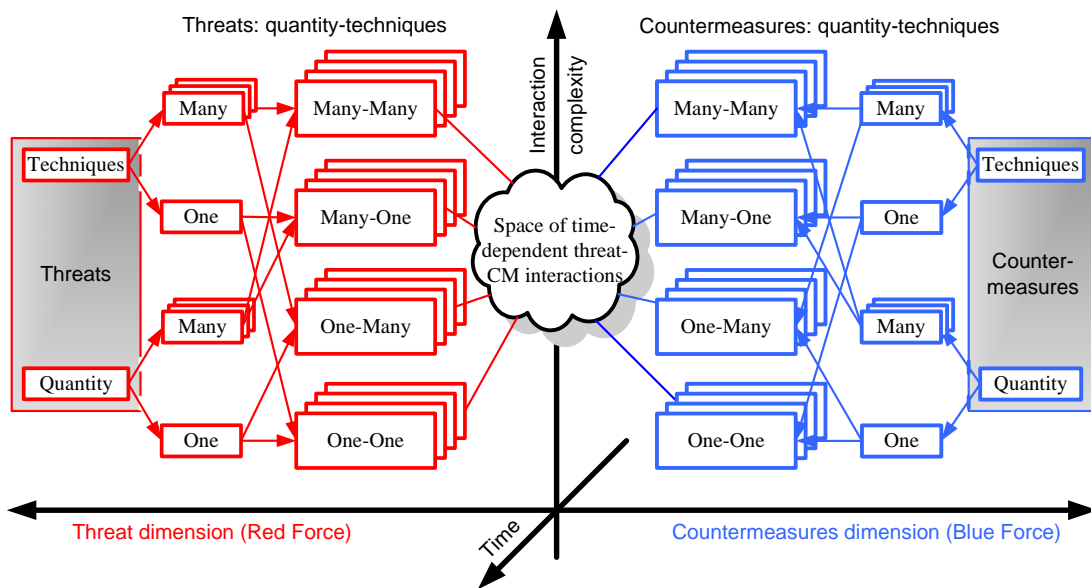 Threats: quantity-techniques
Countermeasures: quantity-techniques
Interaction
complexity
Many
Many-Many
Many-Many
Many
Techniques
Techniques
One
Many-One
Many-One
One
Space of time-
dependent threat-
CM interactions
Threats
Counter-
measures
Many
One-Many
One-Many
Many
Quantity
Quantity
One
One-One
One-One
One
Threat dimension (Red Force)
Time
Countermeasures dimension (Blue Force)